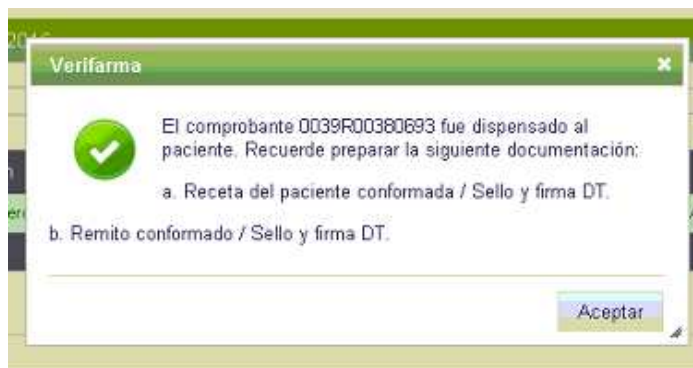 Verifarma
El comprobante 0039R00380693 fue dispensado al
paciente. Recuerde preparar la siguiente documentación:
a. Receta del paciente conformada / Sello y firma DT.
b. Remito conformado / Sello y firma DT.
Aceptar